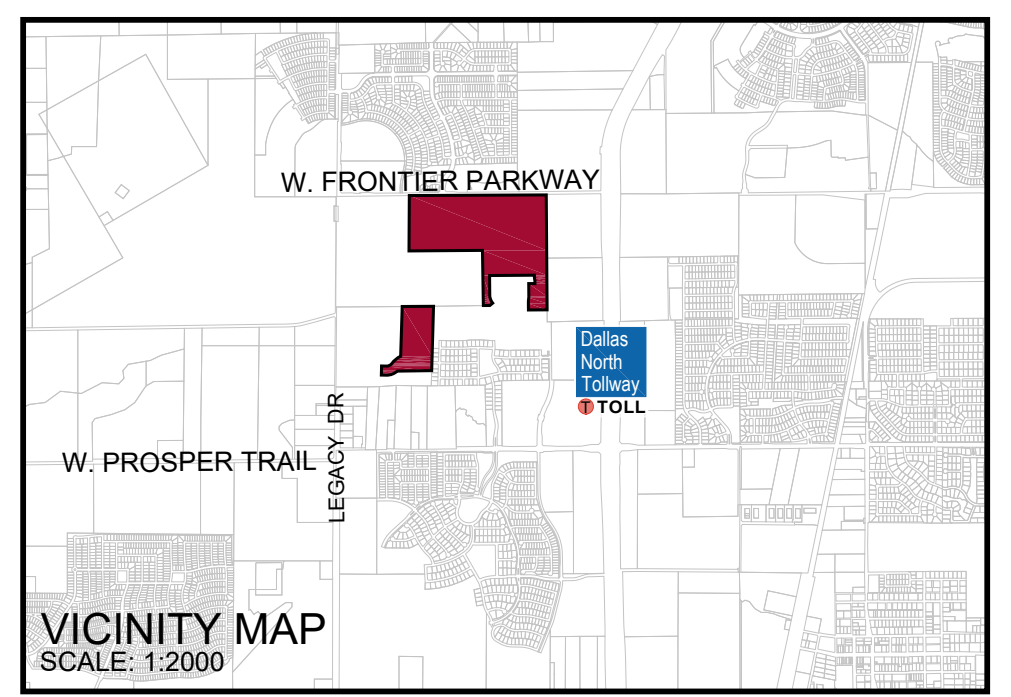 W. FRONTIER PARKWAY
Dallas
North
Tollway
T TOLL
LEGACY DR
W. PROSPER TRAIL
VICINITY MAP
SCALE: 1:2000